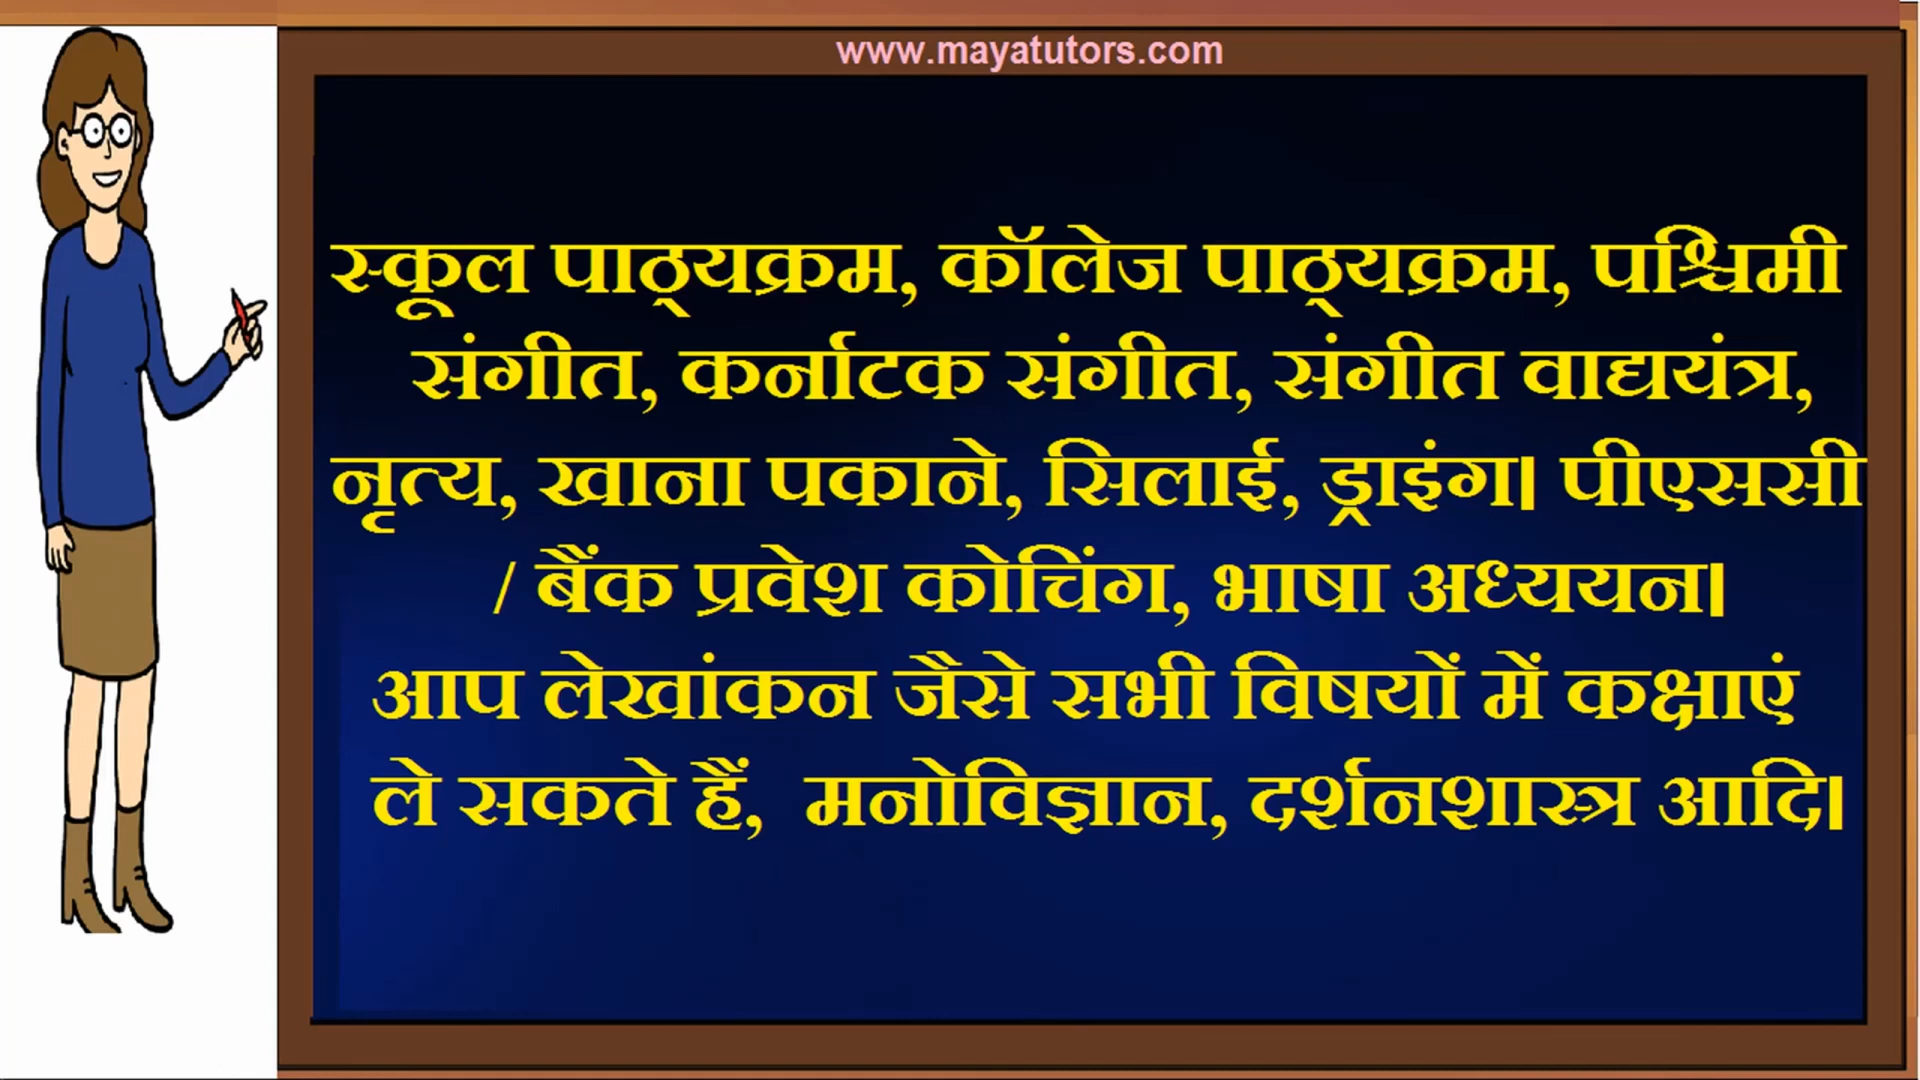 www.mayatutors.com
स्कूल पाठ्यक्रम, कॉलेज पाठ्यक्रम, पश्चिमी
संगीत, कर्नाटक संगीत, संगीत वाद्ययंत्र,
नृत्य, खाना पकाने, सिलाई, ड्राइंग। पीएससी
/ बैंक प्रवेश कोचिंग, भाषा अध्ययन।
आप लेखांकन जैसे सभी विषयों में कक्षाएं
ले सकते हैं, मनोविज्ञान, दर्शनशास्त्र आदि।